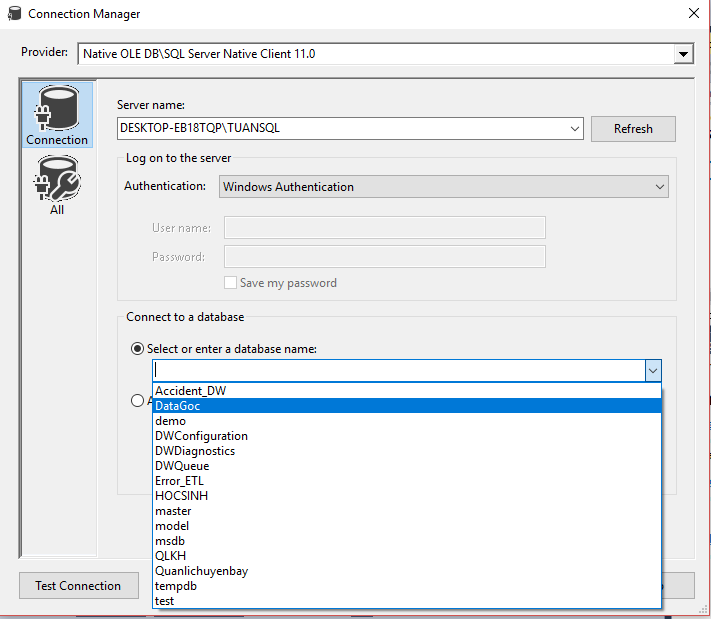 Connection Manager
Provider: Native OLE DB\SQL Server Native Client 11.0
Connection
All
Server name:
DESKTOP-EB18TQP\TUANSQL Refresh
Log on to the server
Authentication: Windows Authentication
User name:
Password:
Save my password
Connect to a database
Select or enter a database name:
Accident_DW
DataGoc
demo
DWConfiguration
DWDiagnostics
DWQueue
Error_ETL
HOCSINH
master
model
msdb
QLKH
Quanlichuyenbay
tempdb
test
Test Connection